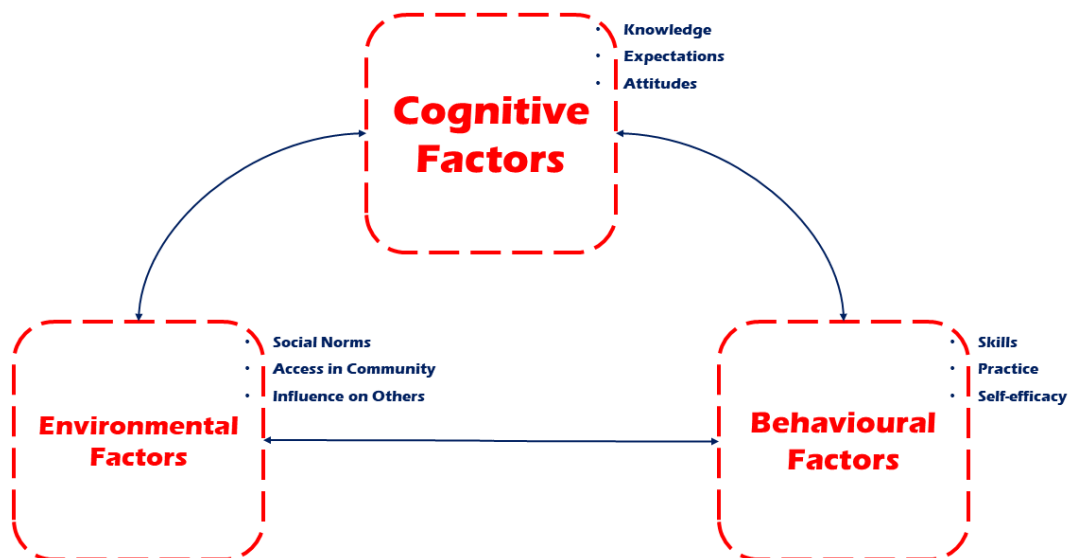 • Knowledge
• Expectations
• Attitudes
Cognitive
Factors
• Social Norms
• Access in Community
• Influence on Others
Environmental
Factors
• Skills
• Practice
• Self-efficacy
Behavioural
Factors